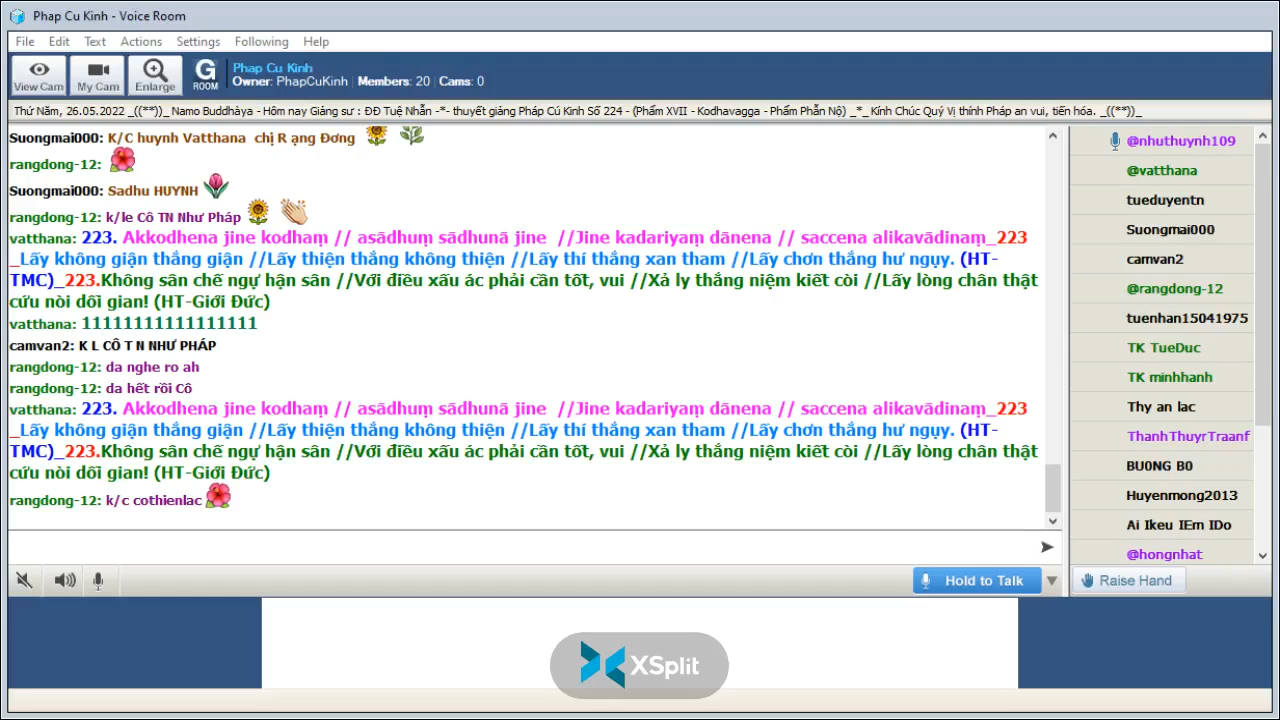 Phap Cu Kinh - Voice Room
File Edit Text Actions Settings Following Help
View Cam My Cam Enlarge G ROOM
Phap Cu Kinh
Owner: PhapCuKinh Members: 20 Cams: 0
Thứ Năm, 26.05.2022 _((**))_ Namo Buddhàya - Hôm nay Giảng sư : ĐĐ Tuệ Nhẫn -*- thuyết giảng Pháp Cú Kinh Số 224 - (Phẩm XVII - Kodhavagga - Phẩm Phẫn Nộ) _*_ Kính Chúc Quý Vị thính Pháp an vui, tiến hóa. _((**))_
Suongmai000: K/C huynh Vatthana chị R ạng Đơng
rangdong-12:
Suongmai000: Sadhu HUYNH
rangdong-12: k/le Cô TN Như Pháp
vatthana: 223. Akkodhena jine kodhaṃ // asādhuṃ sādhunā jine //Jine kadariyaṃ dānena // saccena alikavādinaṃ_223
_Lấy không giận thắng giận //Lấy thiện thắng không thiện //Lấy thí thắng xan tham //Lấy chơn thắng hư ngụy. (HT-
TMC)_223.Không sân chế ngự hận sân //Với điều xấu ác phải cần tốt, vui //Xả ly thắng niệm kiết còi //Lấy lòng chân thật
cứu nòi dối gian! (HT-Giới Đức)
vatthana: 11111111111111111
camvan2: K L CÔ T N NHƯ PHÁP
rangdong-12: da nghe ro ah
rangdong-12: da hết rồi Cô
vatthana: 223. Akkodhena jine kodhaṃ // asādhuṃ sādhunā jine //Jine kadariyaṃ dānena // saccena alikavādinaṃ_223
_Lấy không giận thắng giận //Lấy thiện thắng không thiện //Lấy thí thắng xan tham //Lấy chơn thắng hư ngụy. (HT-
TMC)_223.Không sân chế ngự hận sân //Với điều xấu ác phải cần tốt, vui //Xả ly thắng niệm kiết còi //Lấy lòng chân thật
cứu nòi dối gian! (HT-Giới Đức)
rangdong-12: k/c cothienlac
@nhuthuynh109
@vatthana
tueduyentn
Suongmai000
camvan2
@rangdong-12
tuenhan15041975
TK TueDuc
TK minhhanh
Thy an lac
ThanhThuyrTraanf
BU0NG B0
Huyenmong2013
Ai Ikeu IEm IDo
@hongnhat
Hold to Talk
Raise Hand
XSplit